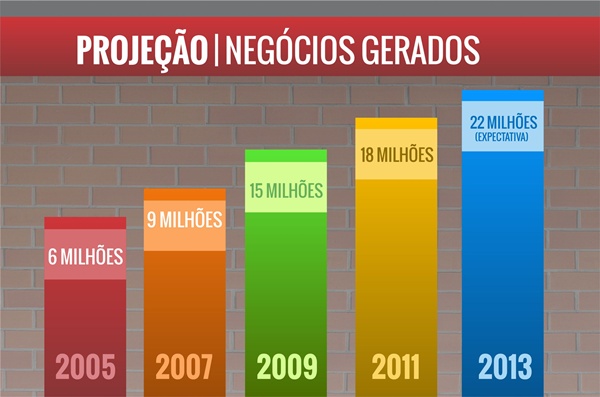 PROJEÇÃO | NEGÓCIOS GERADOS
22 MILHÕES
(EXPECTATIVA)
18 MILHÕES
15 MILHÕES
9 MILHÕES
6 MILHÕES
2005 2007 2009 2011 2013